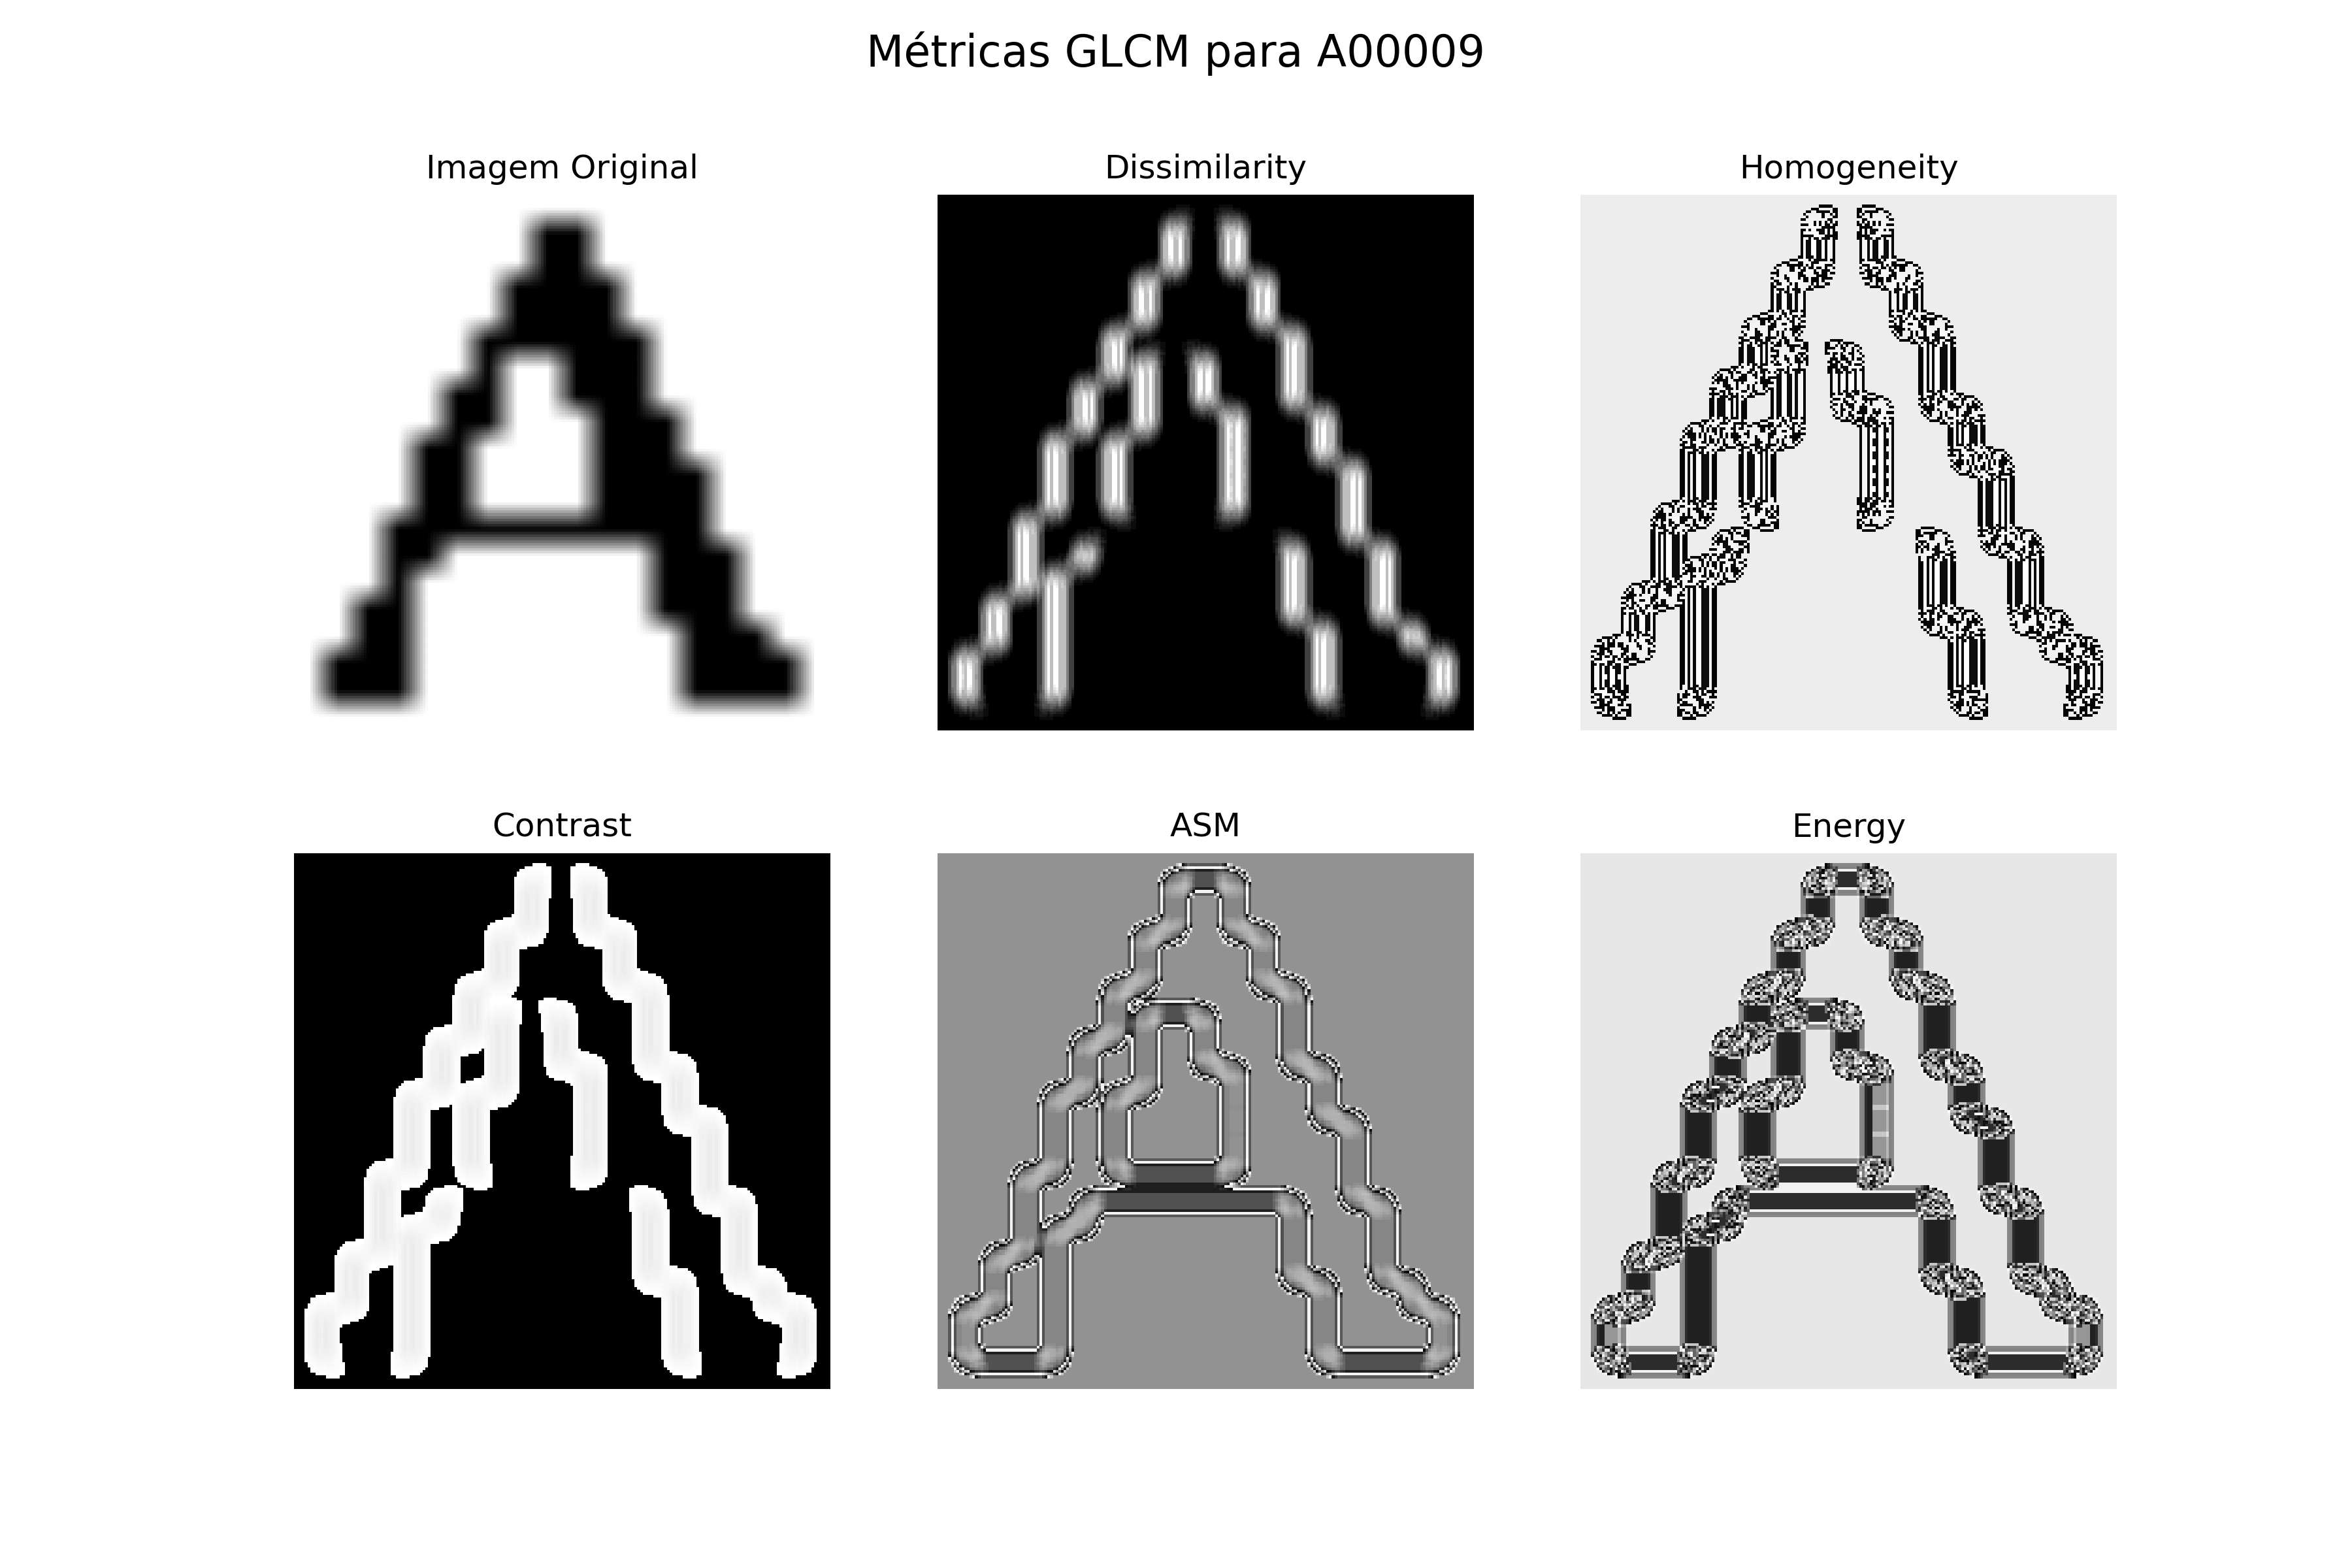 Métricas GLCM para A00009
Imagem Original
Dissimilarity
Homogeneity
A
Contrast
ASM
Energy